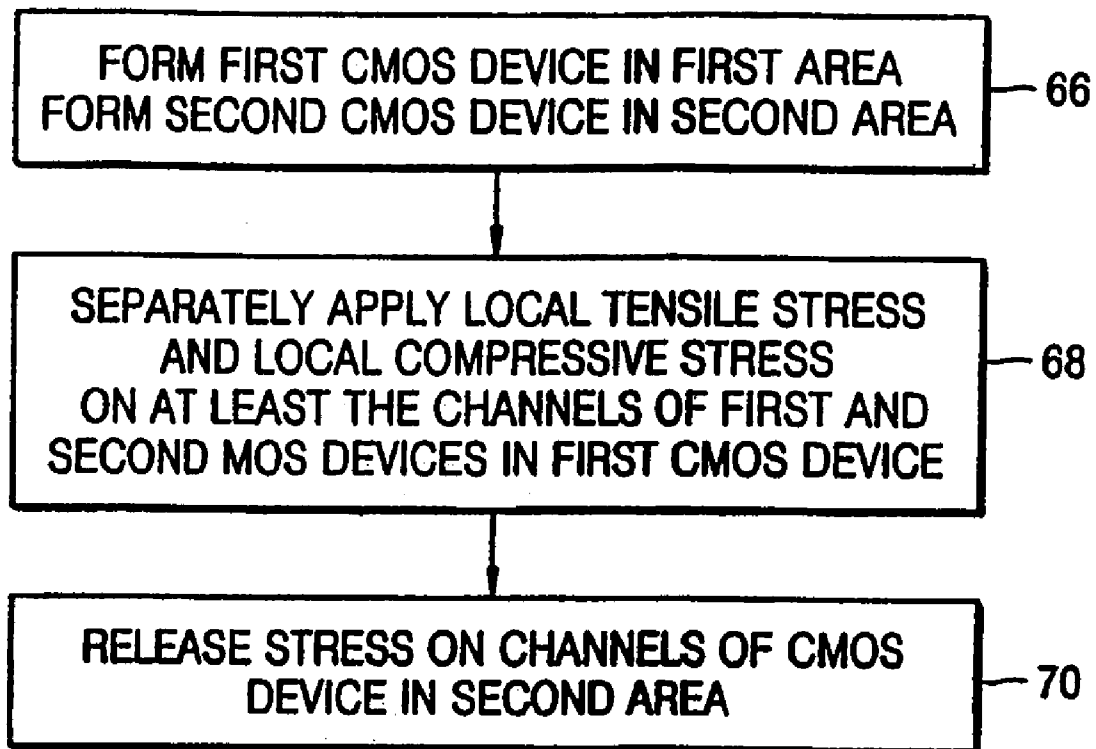 FORM FIRST CMOS DEVICE IN FIRST AREA
FORM SECOND CMOS DEVICE IN SECOND AREA
66
SEPARATELY APPLY LOCAL TENSILE STRESS
AND LOCAL COMPRESSIVE STRESS
ON AT LEAST THE CHANNELS OF FIRST AND
SECOND MOS DEVICES IN FIRST CMOS DEVICE
68
RELEASE STRESS ON CHANNELS OF CMOS
DEVICE IN SECOND AREA
70